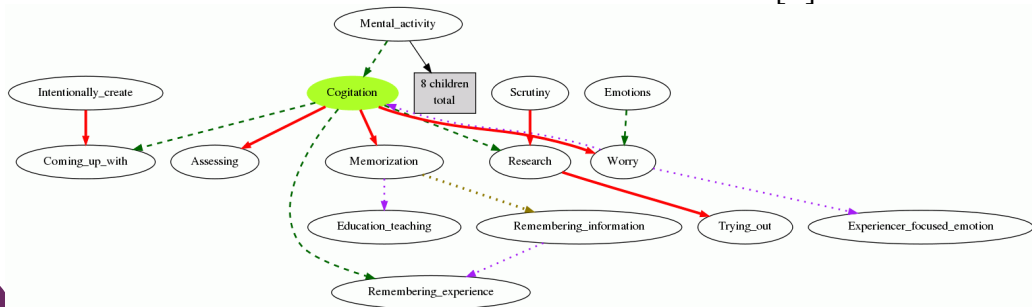 Mental_activity
Intentionally_create
Cogitation
8 children
total
Scrutiny
Emotions
Coming_up_with
Assessing
Memorization
Research
Worry
Education_teaching
Remembering_information
Trying_out
Experiencer_focused_emotion
Remembering_experience